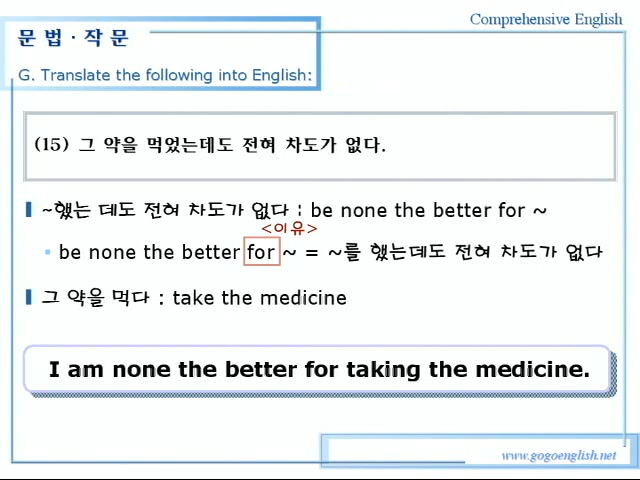 Comprehensive English
문 법 · 작 문
G. Translate the following into English:
(15) 그 약을 먹었는데도 전혀 차도가 없다.
~했는 데도 전혀 차도가 없다 : be none the better for ~
<이유>
be none the better for ~ = ~를 했는데도 전혀 차도가 없다
그 약을 먹다 : take the medicine
I am none the better for taking the medicine.
www.gogoenglish.net